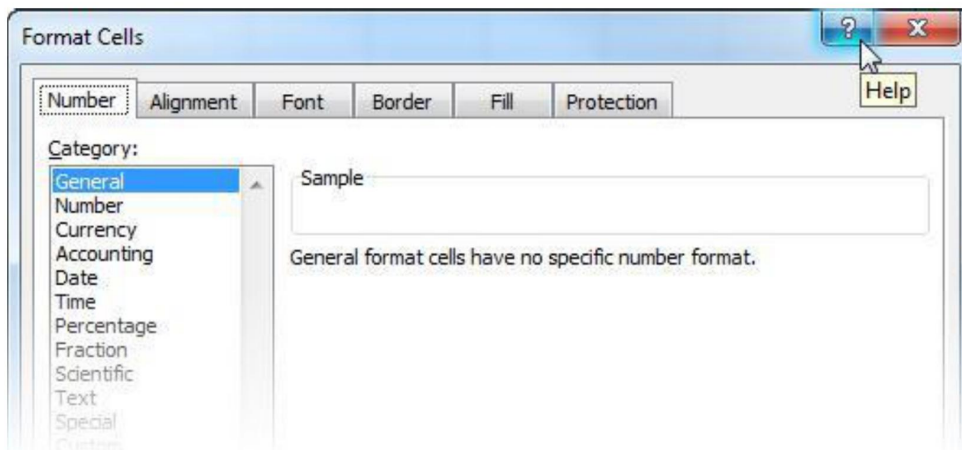 Format Cells
?
X
Help
Number Alignment Font Border Fill Protection
Category:
General
Number
Currency
Accounting
Date
Time
Percentage
Fraction
Scientific
Text
Special
Custom
Sample
General format cells have no specific number format.